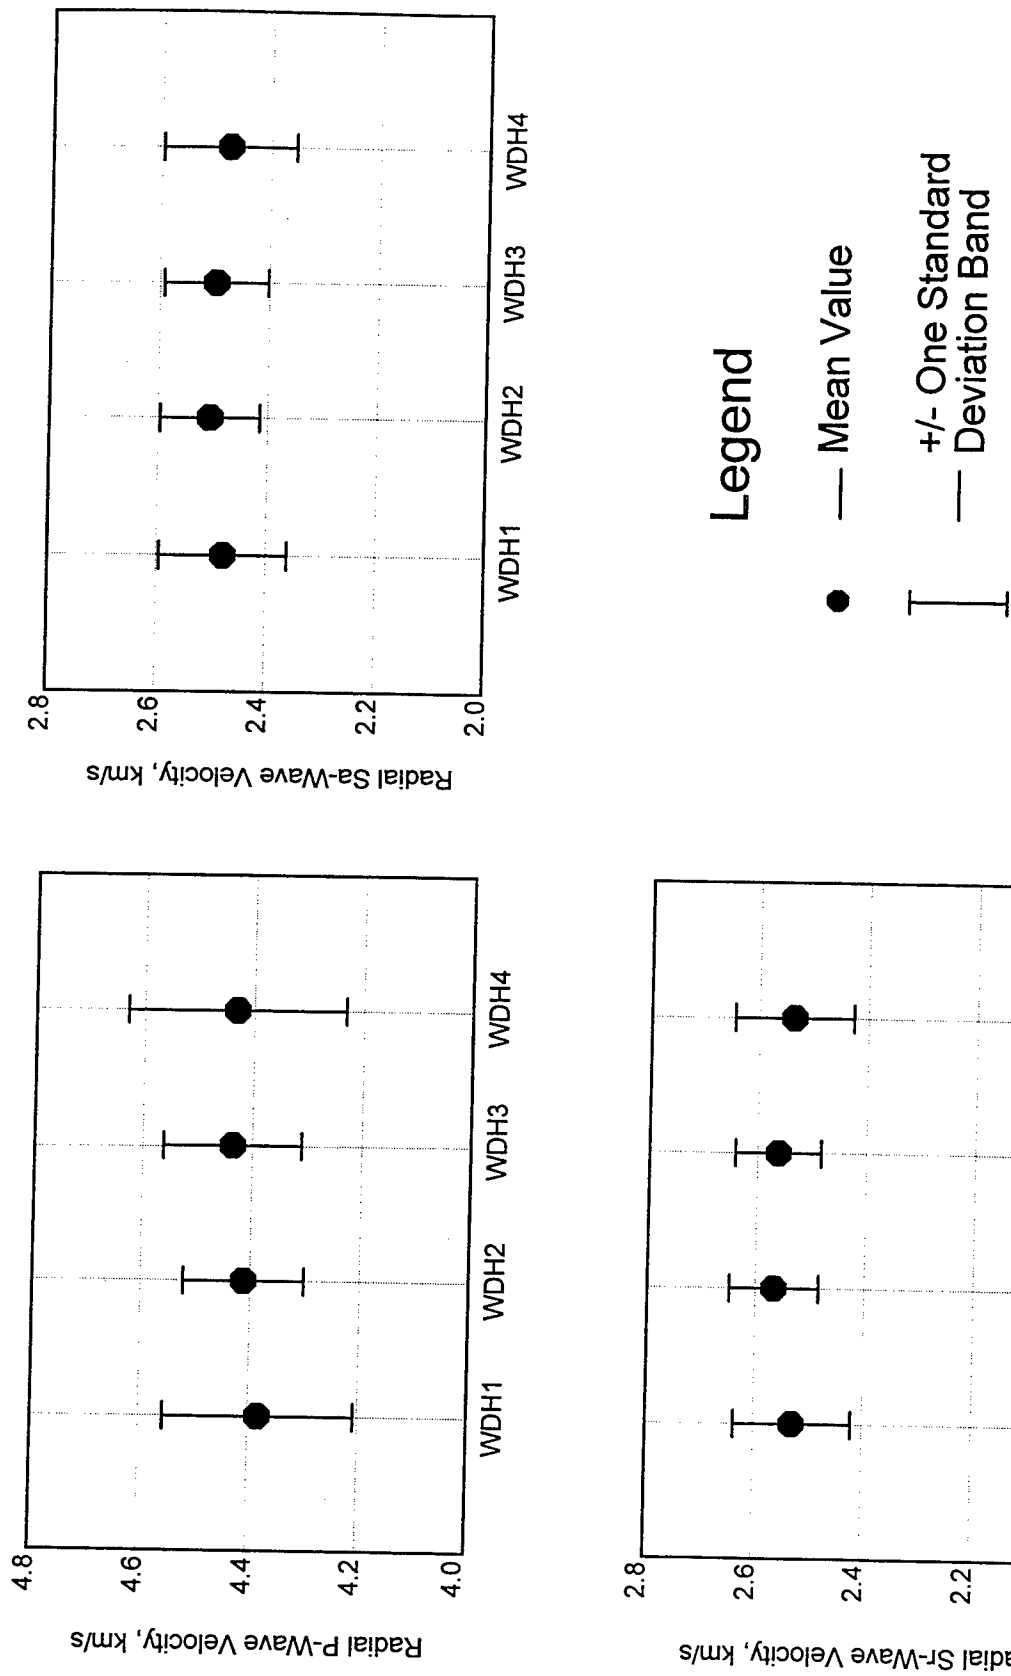 Radial P-Wave Velocity, km/s
4.8
4.6
4.4
4.2
4.0
WDH1
WDH2
WDH3
WDH4
Radial Sa-Wave Velocity, km/s
2.8
2.6
2.4
2.2
2.0
WDH1
WDH2
WDH3
WDH4
Sr-Wave Velocity, km/s
2.8
2.6
2.4
2.2
Legend
Mean Value
+/- One Standard
Deviation Band